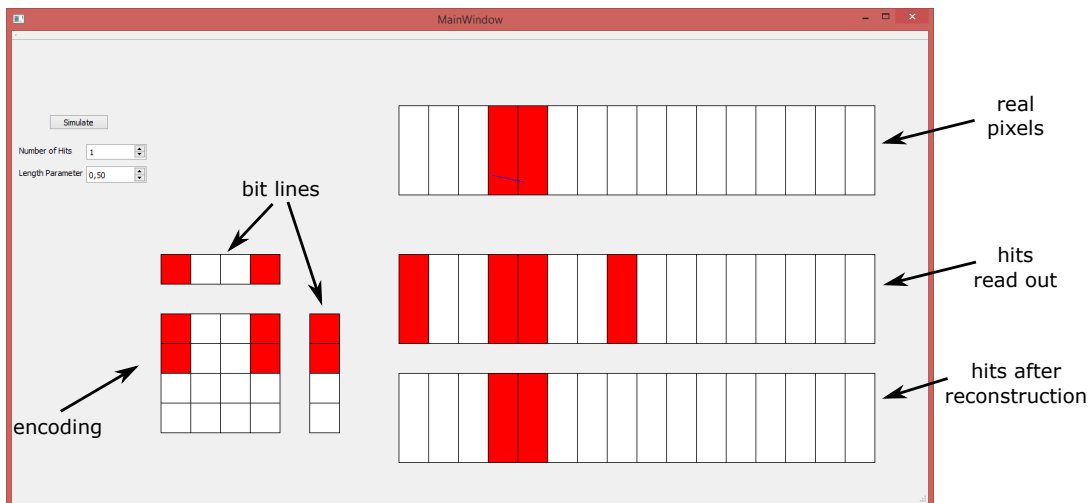 MainWindow
Simulate
Number of Hits 1
Length Parameter 0,50
bit lines
encoding
real
pixels
hits
read out
hits after
reconstruction